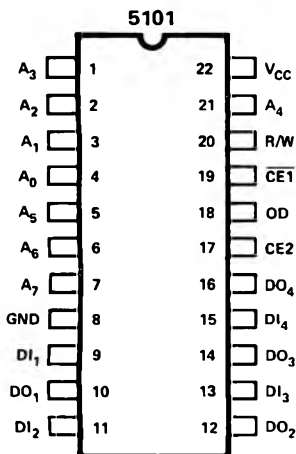 5101
A₃ 1 22 V_CC
A₂ 2 21 A₄
A₁ 3 20 R/W
A₀ 4 19 C̅E̅1̅
A₅ 5 18 OD
A₆ 6 17 CE2
A₇ 7 16 DO₄
GND 8 15 DI₄
DI₁ 9 14 DO₃
DO₁ 10 13 DI₃
DI₂ 11 12 DO₂